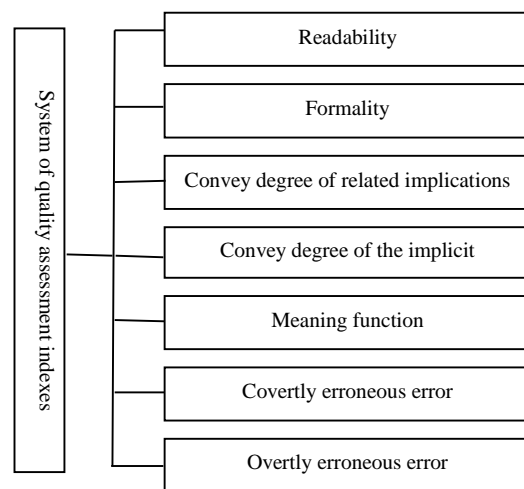 System of quality assessment indexes
Readability
Formality
Convey degree of related implications
Convey degree of the implicit
Meaning function
Covertly erroneous error
Overtly erroneous error